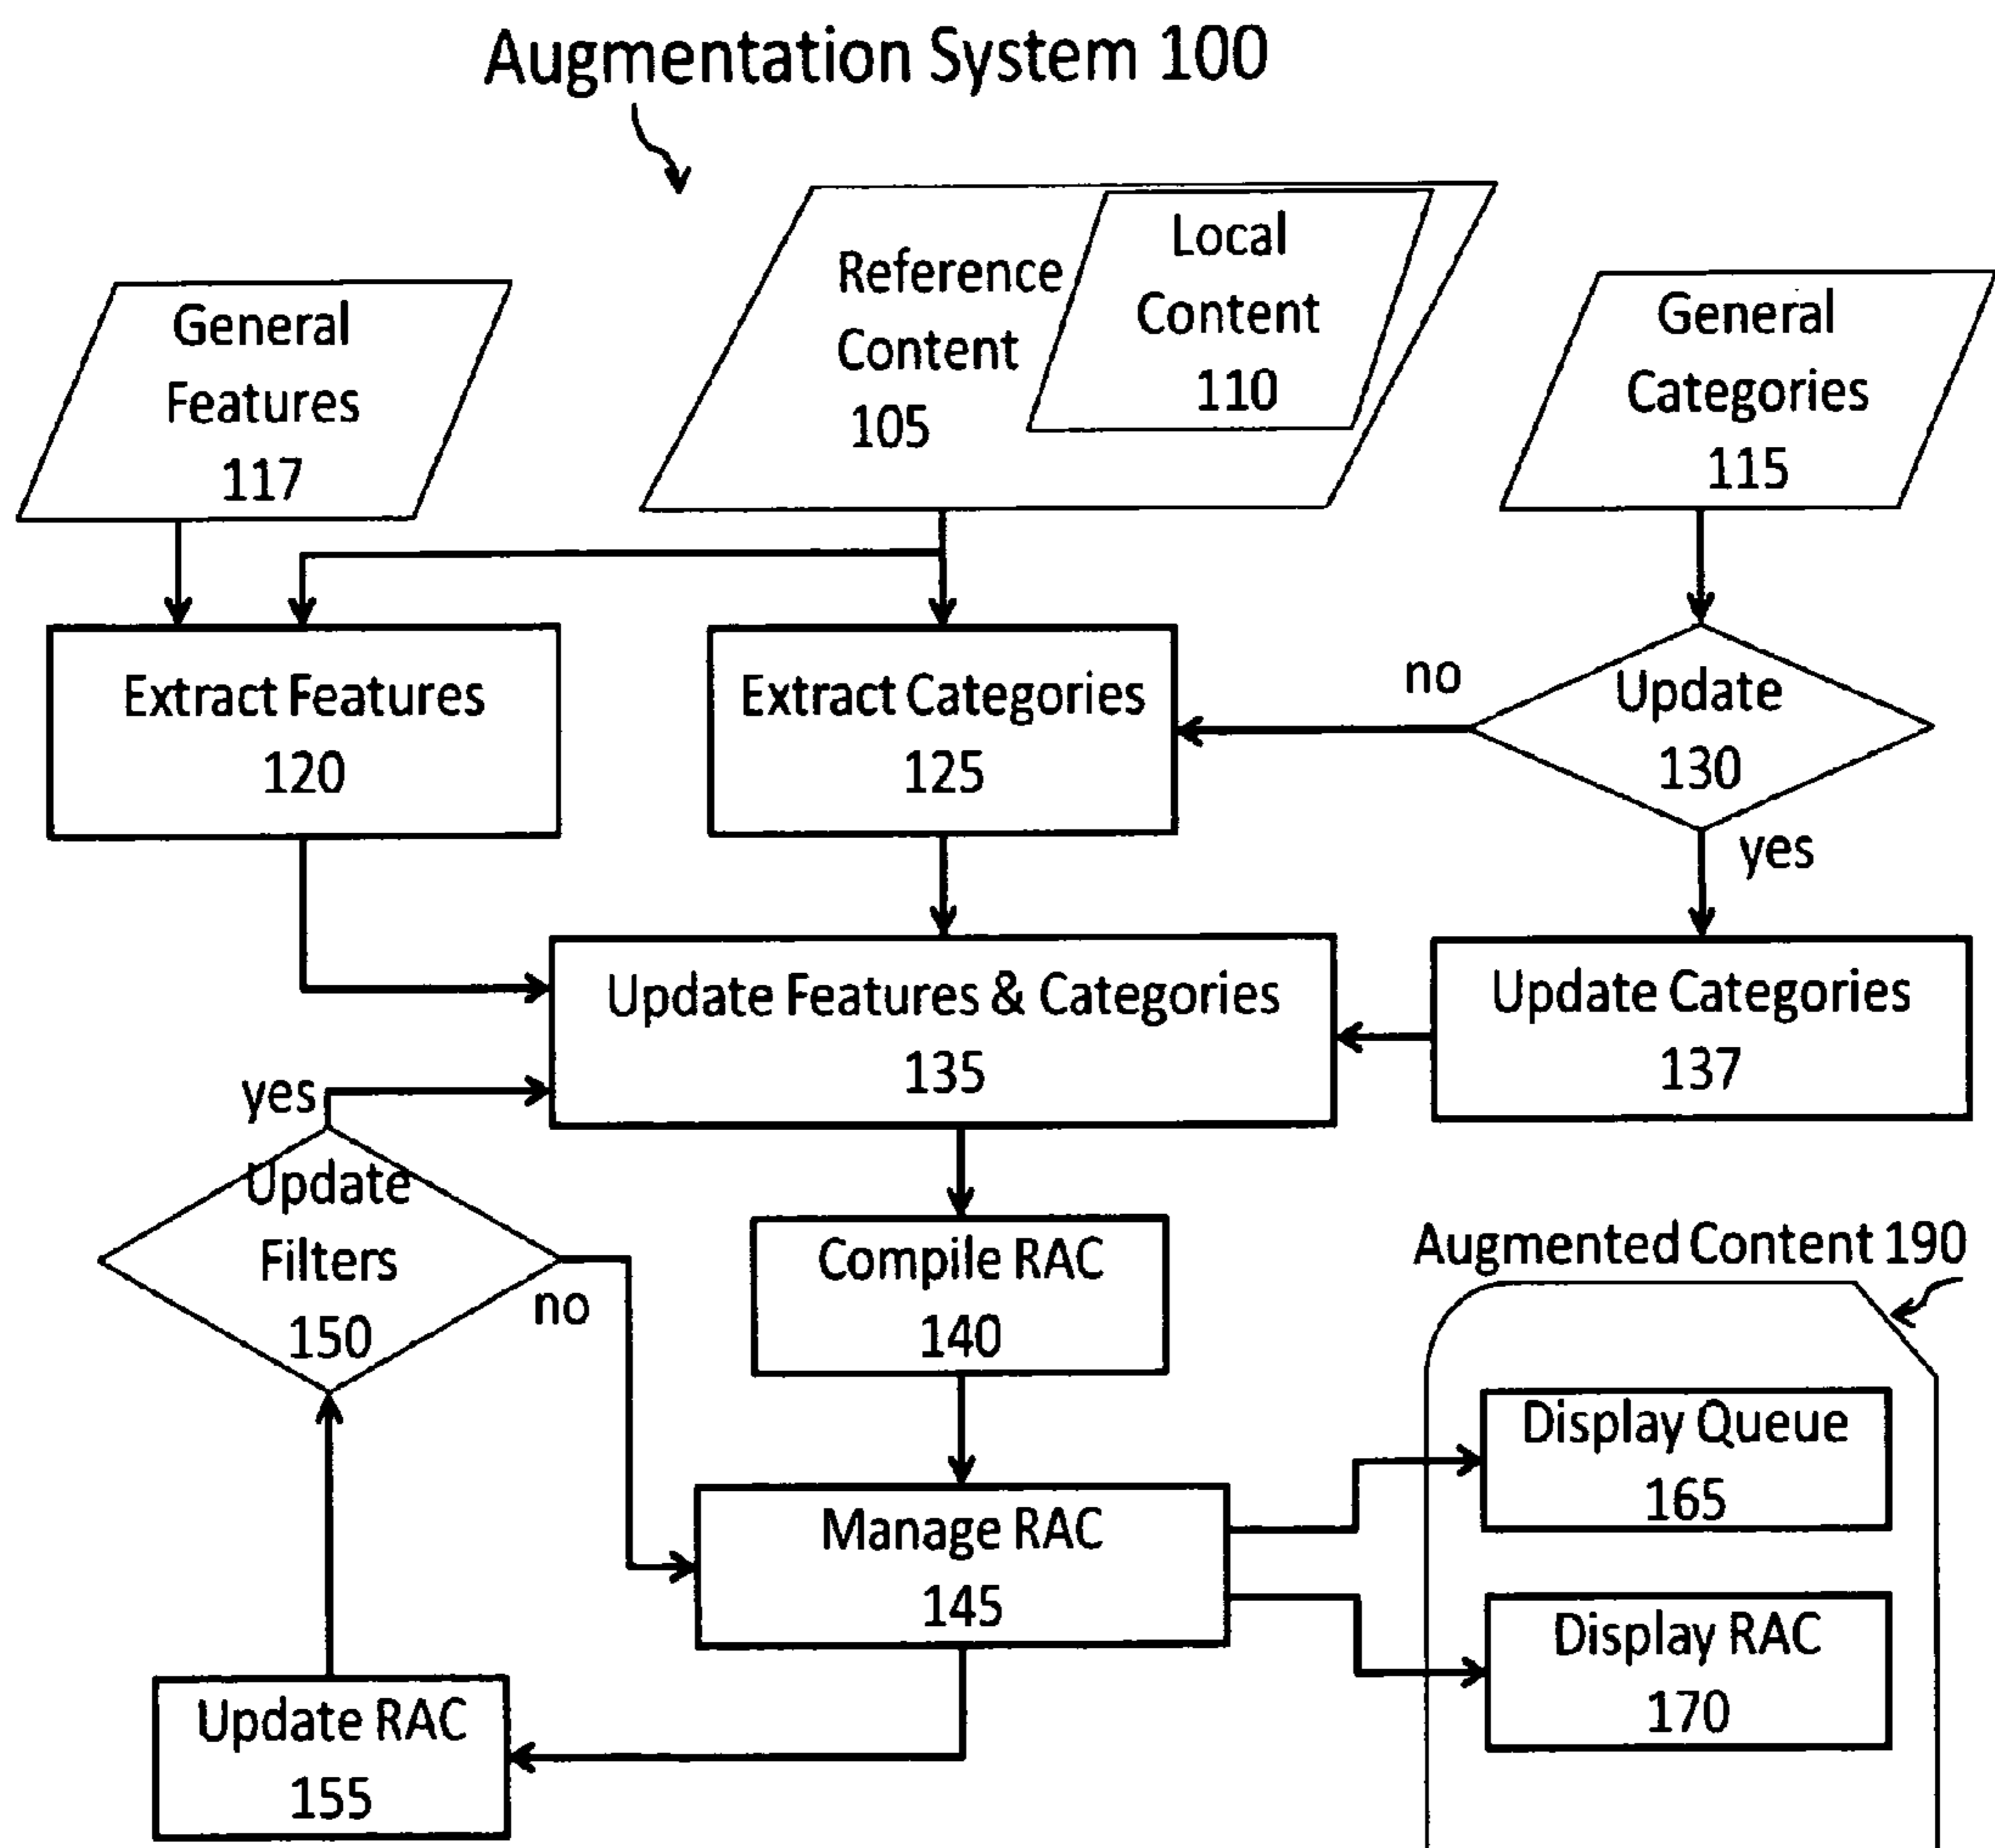 Augmentation System 100
General
Features
117
Reference
Content
105
Local
Content
110
General
Categories
115
Extract Features
120
Extract Categories
125
no
Update
130
yes
Update Features & Categories
135
Update Categories
137
yes
Update
Filters
150
no
Compile RAC
140
Augmented Content 190
Display Queue
165
Manage RAC
145
Display RAC
170
Update RAC
155